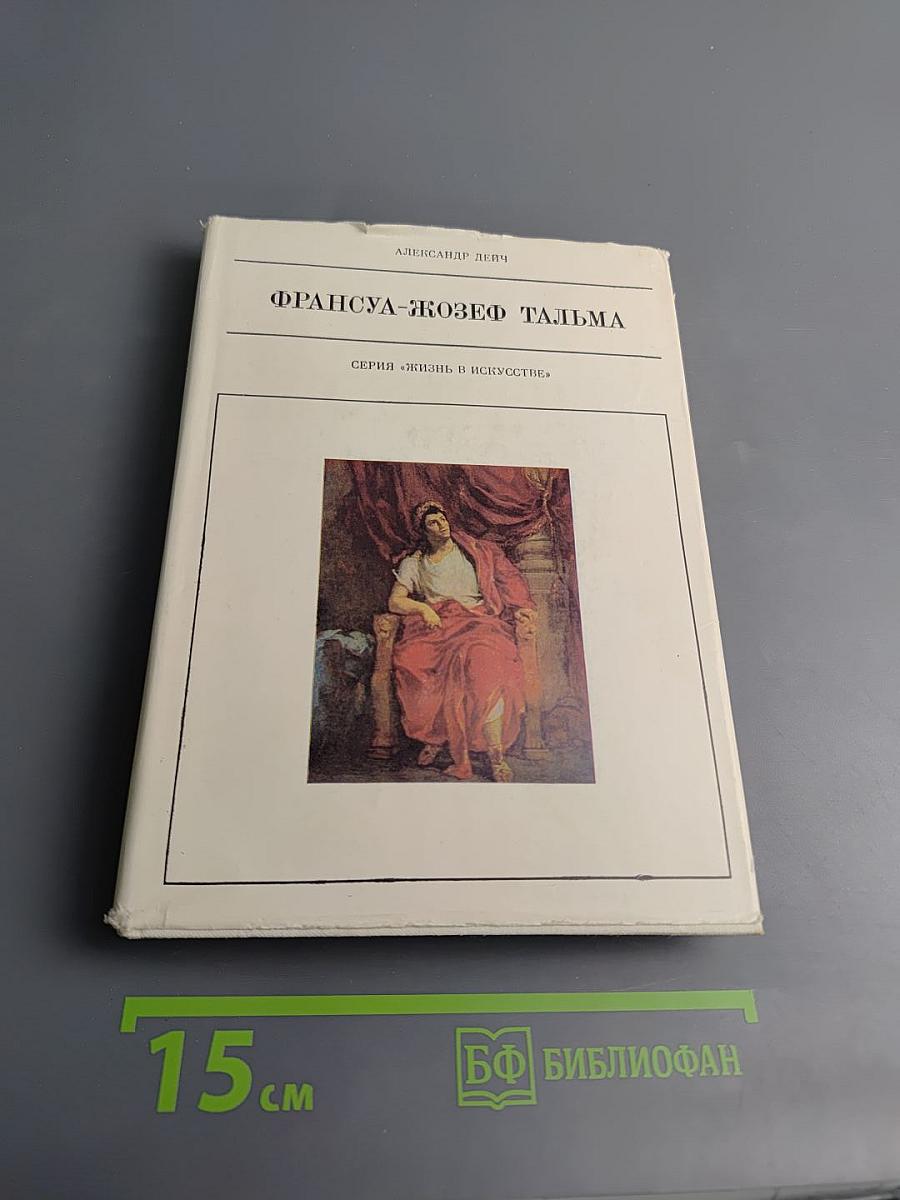 АЛЕКСАНДР ДЕЙЧ
ФРАНСУА-ЖОЗЕФ ТАЛЬМА
СЕРИЯ «ЖИЗНЬ В ИСКУССТВЕ»
15 см
БФ БИБЛИОФАН